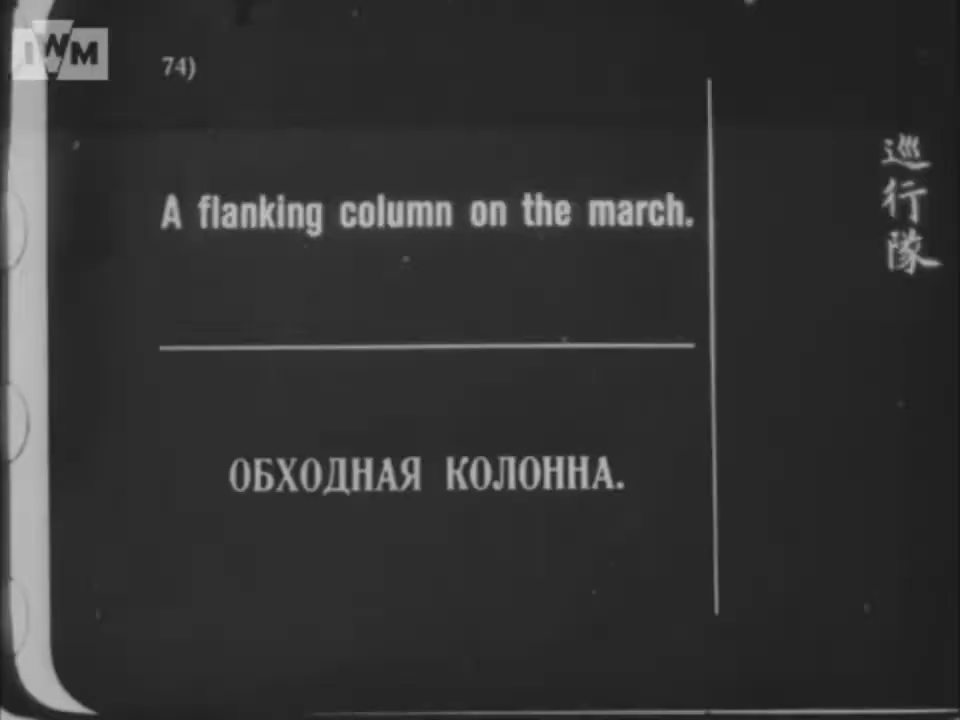 IWM
74)
A flanking column on the march.
ОБХОДНАЯ КОЛОННА.
巡行隊